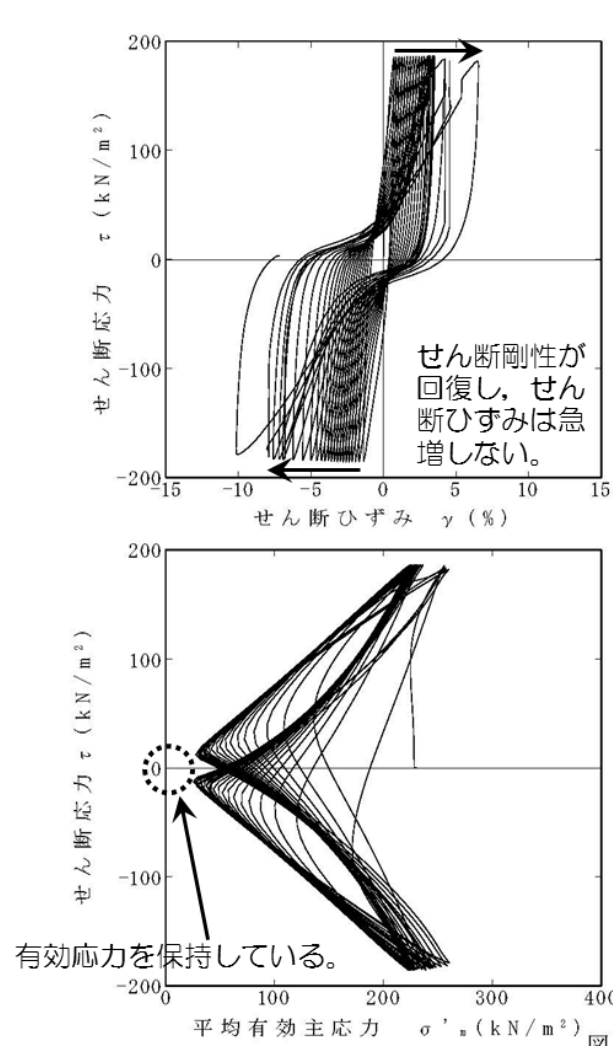 200
100
0
-100
-200
せん断応力 τ (kN/m²)
せん断剛性が
回復し，せん
断ひずみは急
増しない。
-15 -10 -5 0 5 10 15
せん断ひずみ γ (%)
200
100
0
-100
-200
せん断応力 τ (kN/m²)
有効応力を保持している。
0 100 200 300 400
平均有効主応力 σ'ₘ (kN/m²)
図